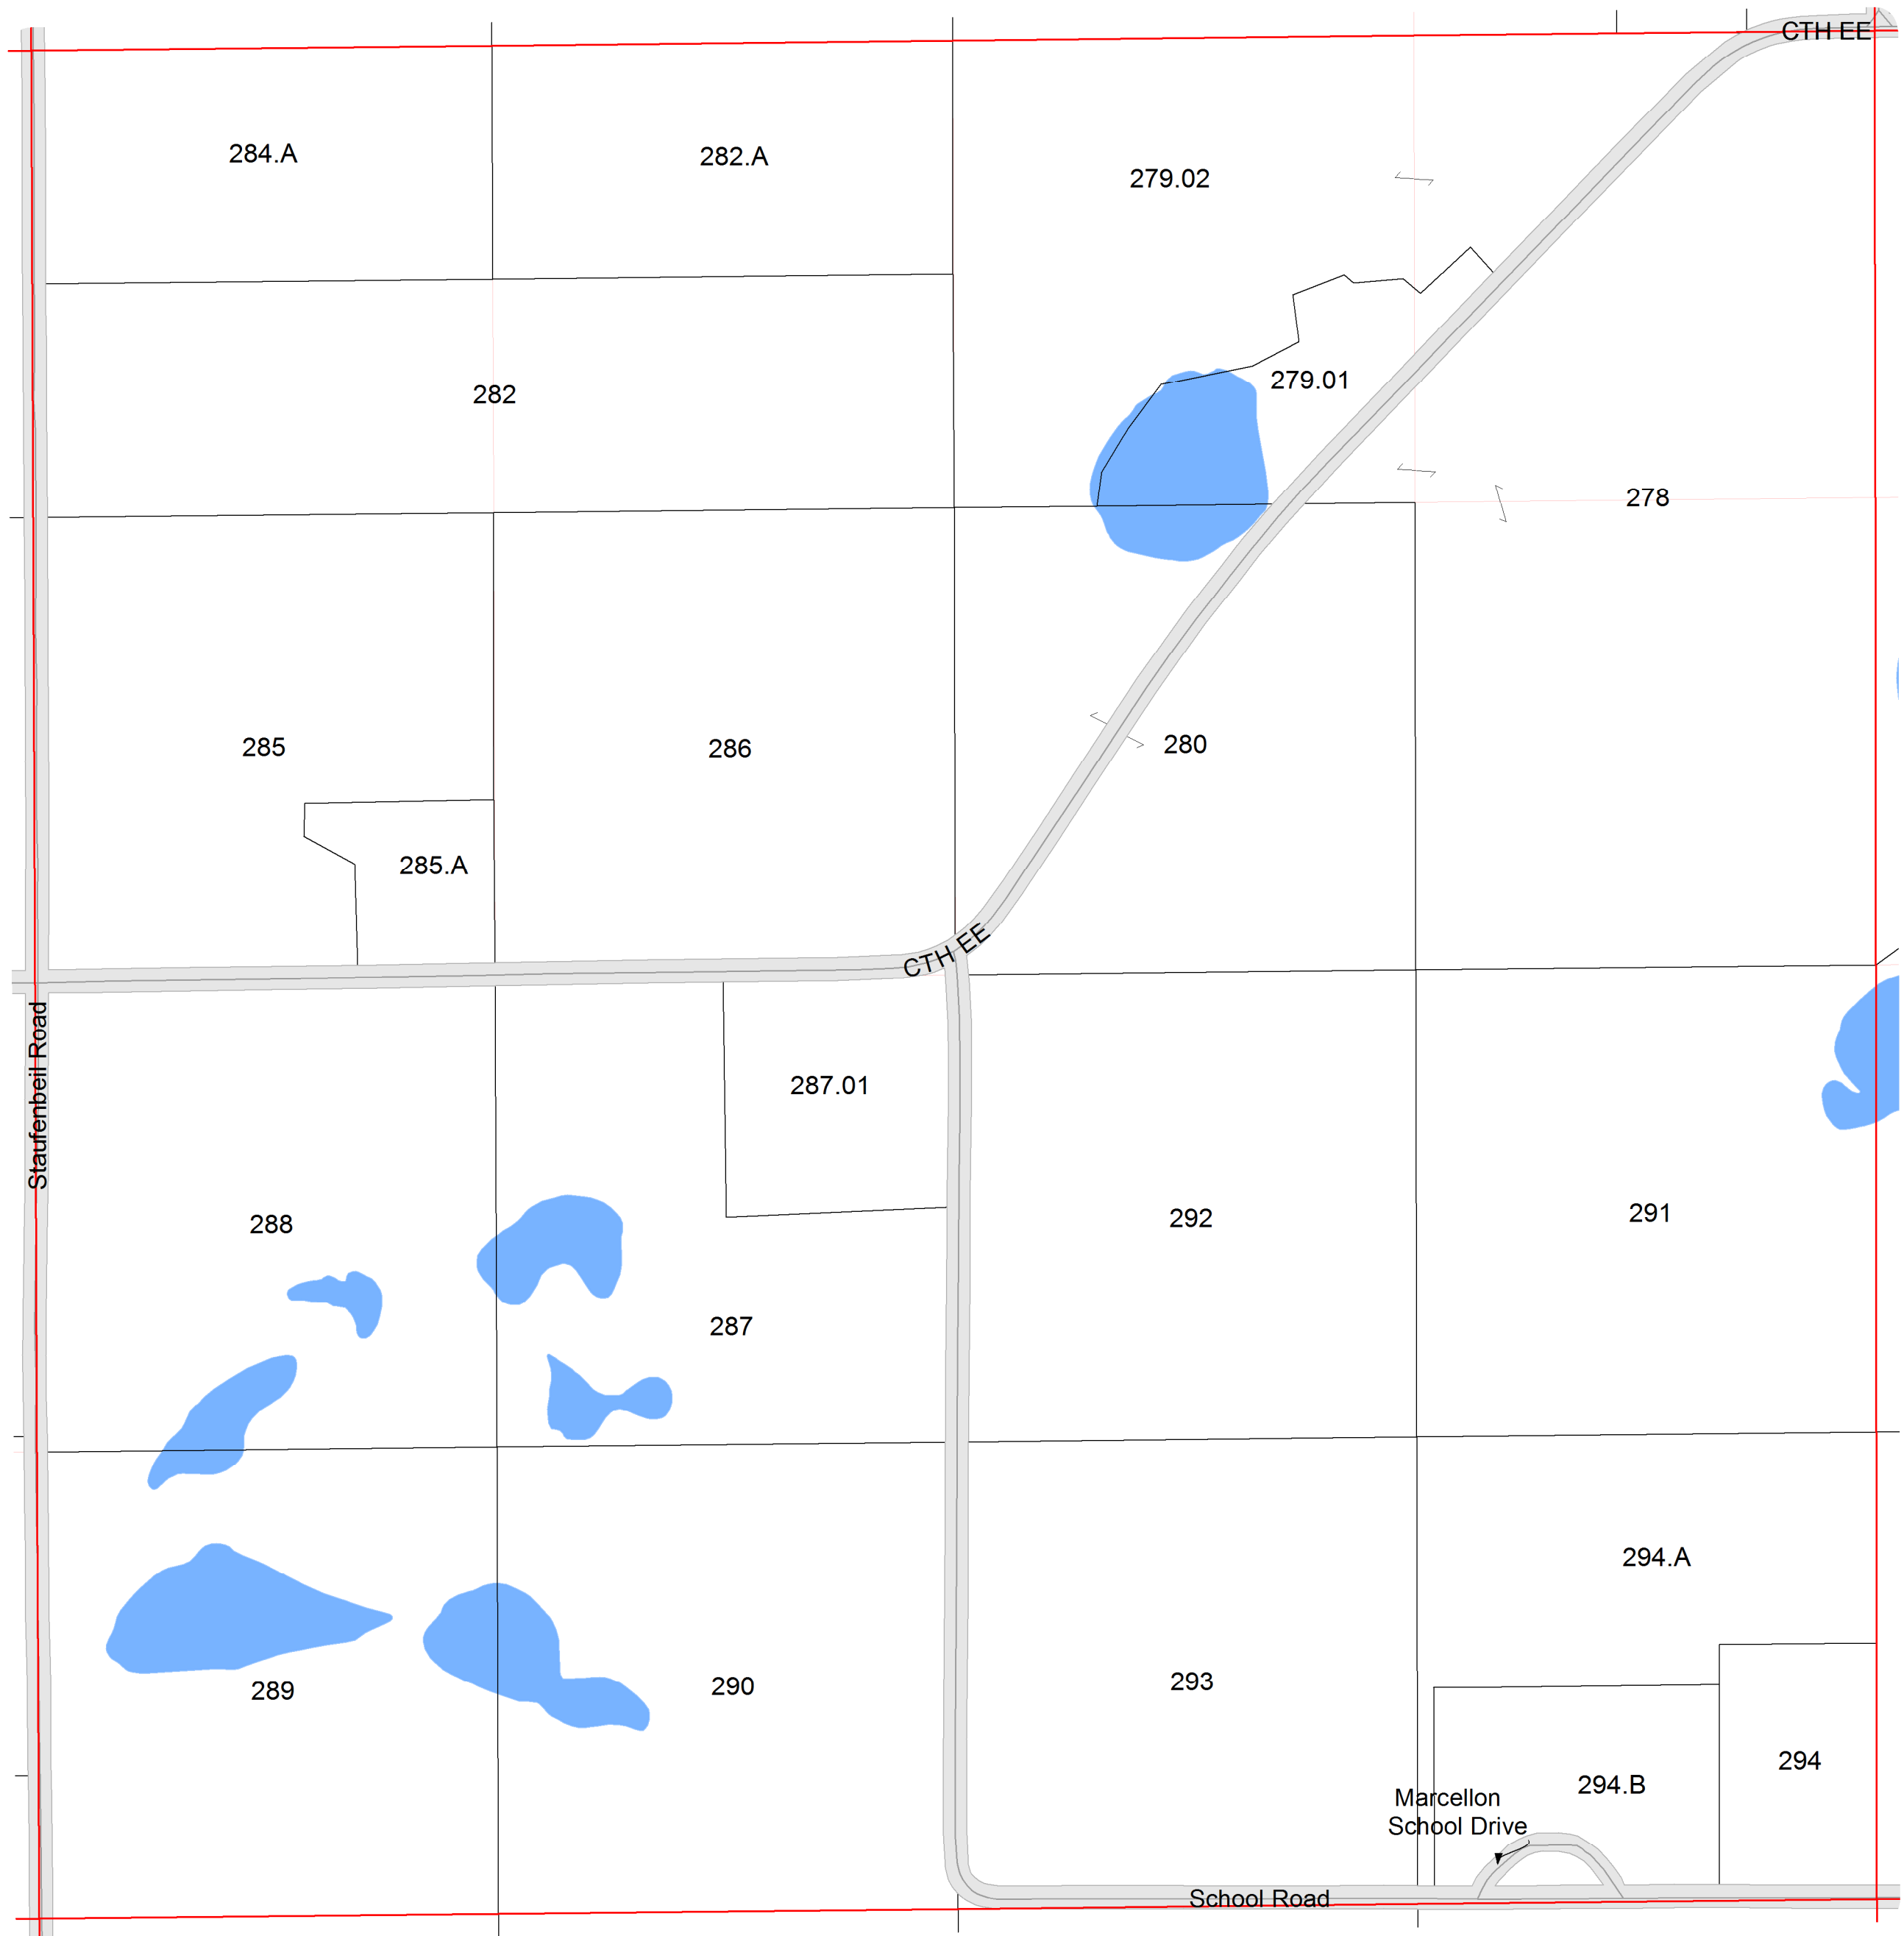 CTH EE
284.A
282.A
279.02
279.01
282
278
285
286
280
285.A
CTH EE
Staufenbeil Road
287.01
288
292
291
287
294.A
289
290
293
294
294.B
Marcellon
School Drive
School Road